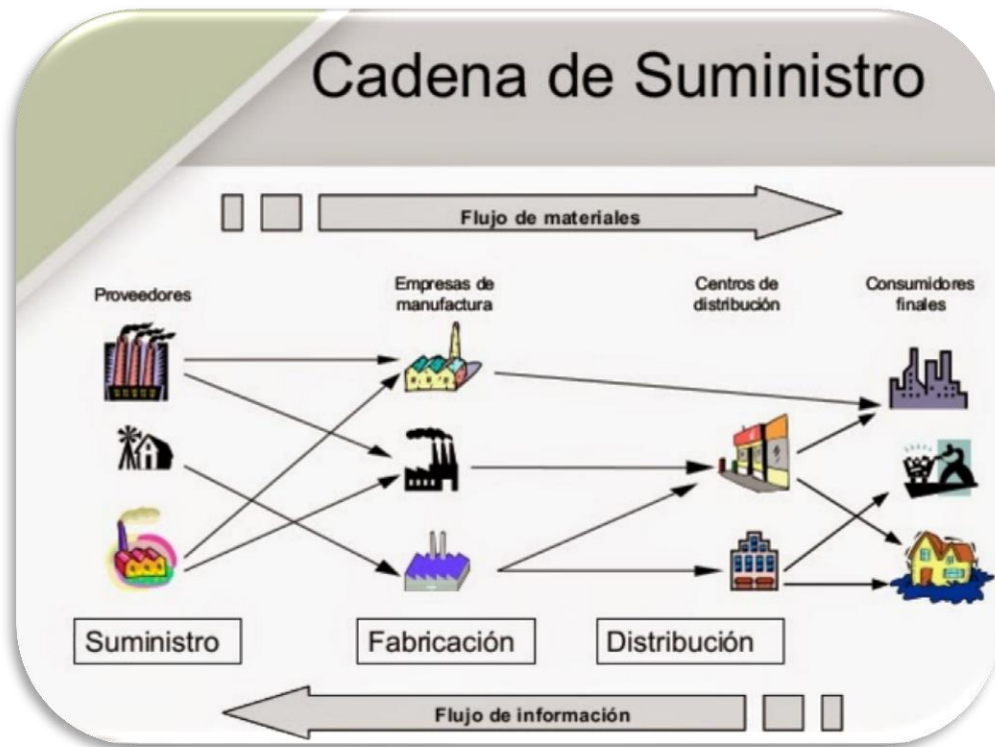 Cadena de Suministro
Flujo de materiales
Proveedores
Empresas de
manufactura
Centros de
distribución
Consumidores
finales
Suministro
Fabricación
Distribución
Flujo de información